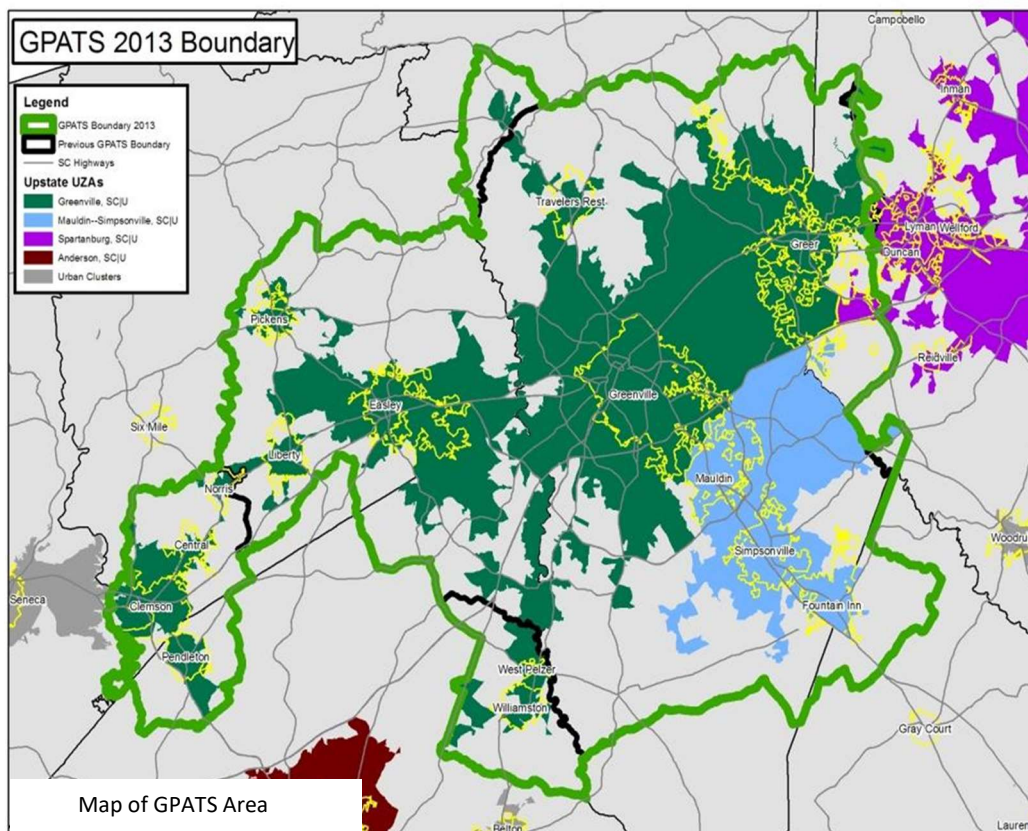 GPATS 2013 Boundary
Legend
GPATS Boundary 2013
Previous GPATS Boundary
SC Highways
Upstate UZAs
Greenville, SC|U
Mauldin--Simpsonville, SC|U
Spartanburg, SC|U
Anderson, SC|U
Urban Clusters
Campobello
Inman
Travelers Rest
Lyman
Wellford
Greer
Duncan
Pickens
Reidville
Greenville
Easley
Six Mile
Liberty
Mauldin
Norris
Woodru
Central
Simpsonville
Seneca
Clemson
Fountain Inn
Pendleton
West Pelzer
Williamston
Gray Court
Map of GPATS Area
Belton
Lauren